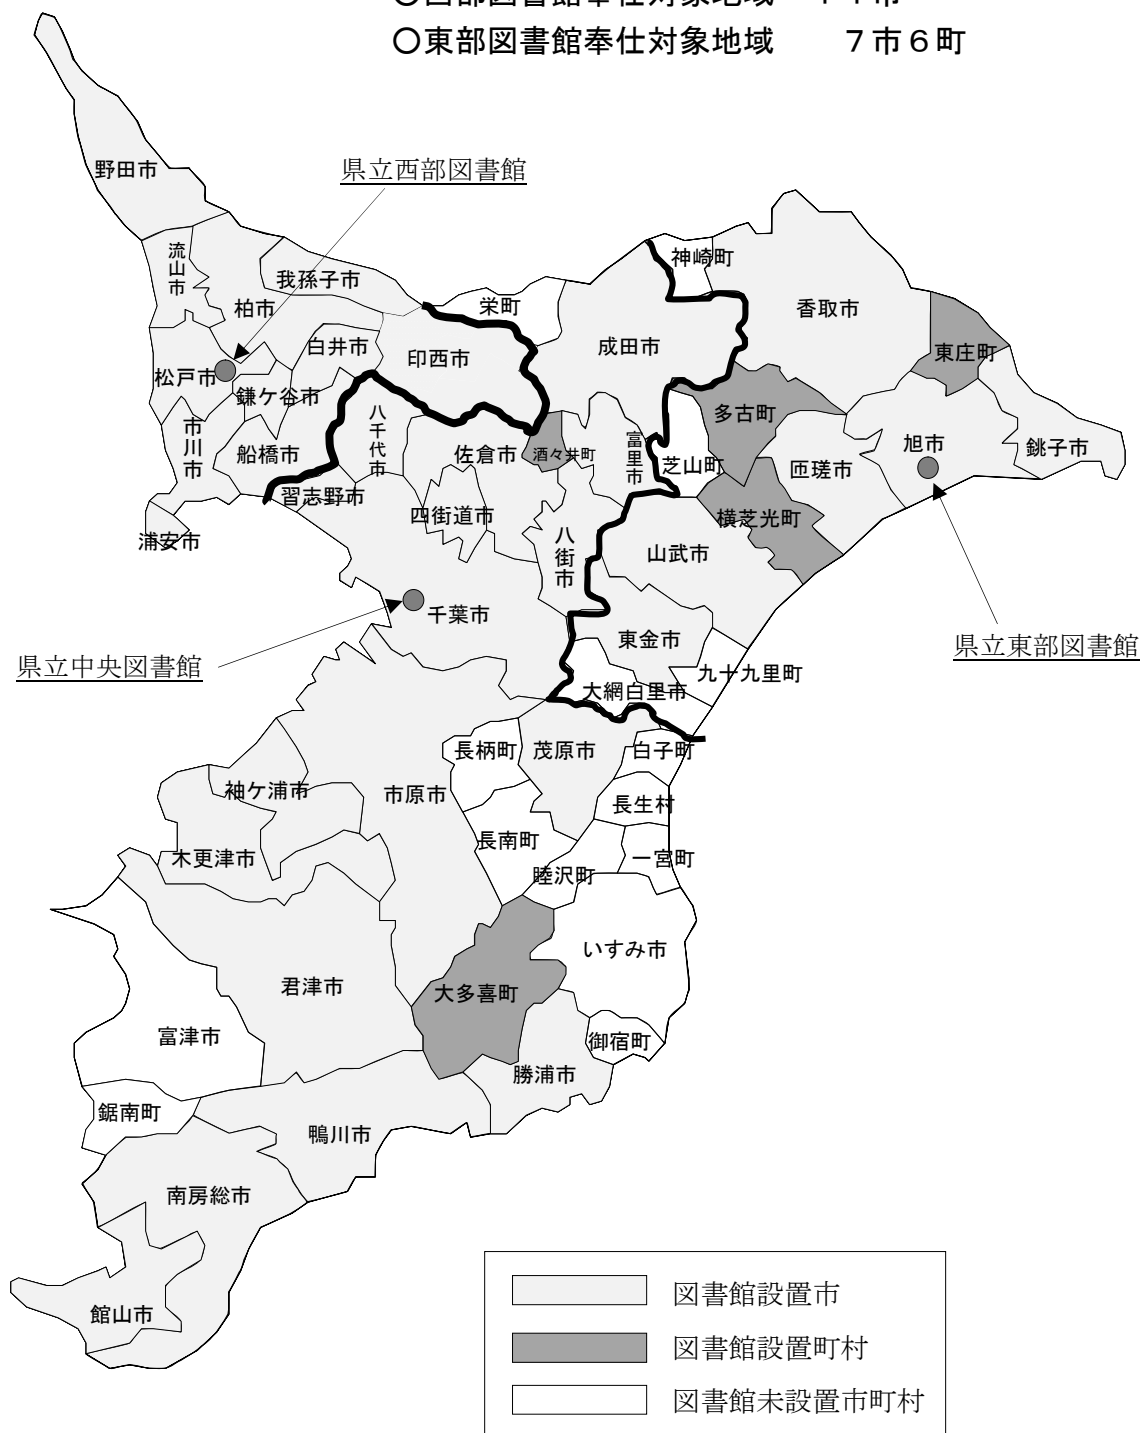 〇東部図書館奉仕対象地域　　７市６町
県立西部図書館
野田市
流山市
我孫子市
柏市
栄町
神崎町
香取市
成田市
白井市
印西市
東庄町
松戸市
鎌ケ谷市
多古町
八千代市
市川市
船橋市
佐倉市
酒々井町
富里市
芝山町
匝瑳市
旭市
銚子市
習志野市
四街道市
八街市
横芝光町
浦安市
山武市
千葉市
東金市
県立東部図書館
県立中央図書館
九十九里町
大網白里市
長柄町
茂原市
白子町
袖ケ浦市
市原市
長生村
長南町
木更津市
一宮町
睦沢町
いすみ市
君津市
大多喜町
富津市
御宿町
勝浦市
鋸南町
鴨川市
南房総市
館山市
図書館設置市
図書館設置町村
図書館未設置市町村